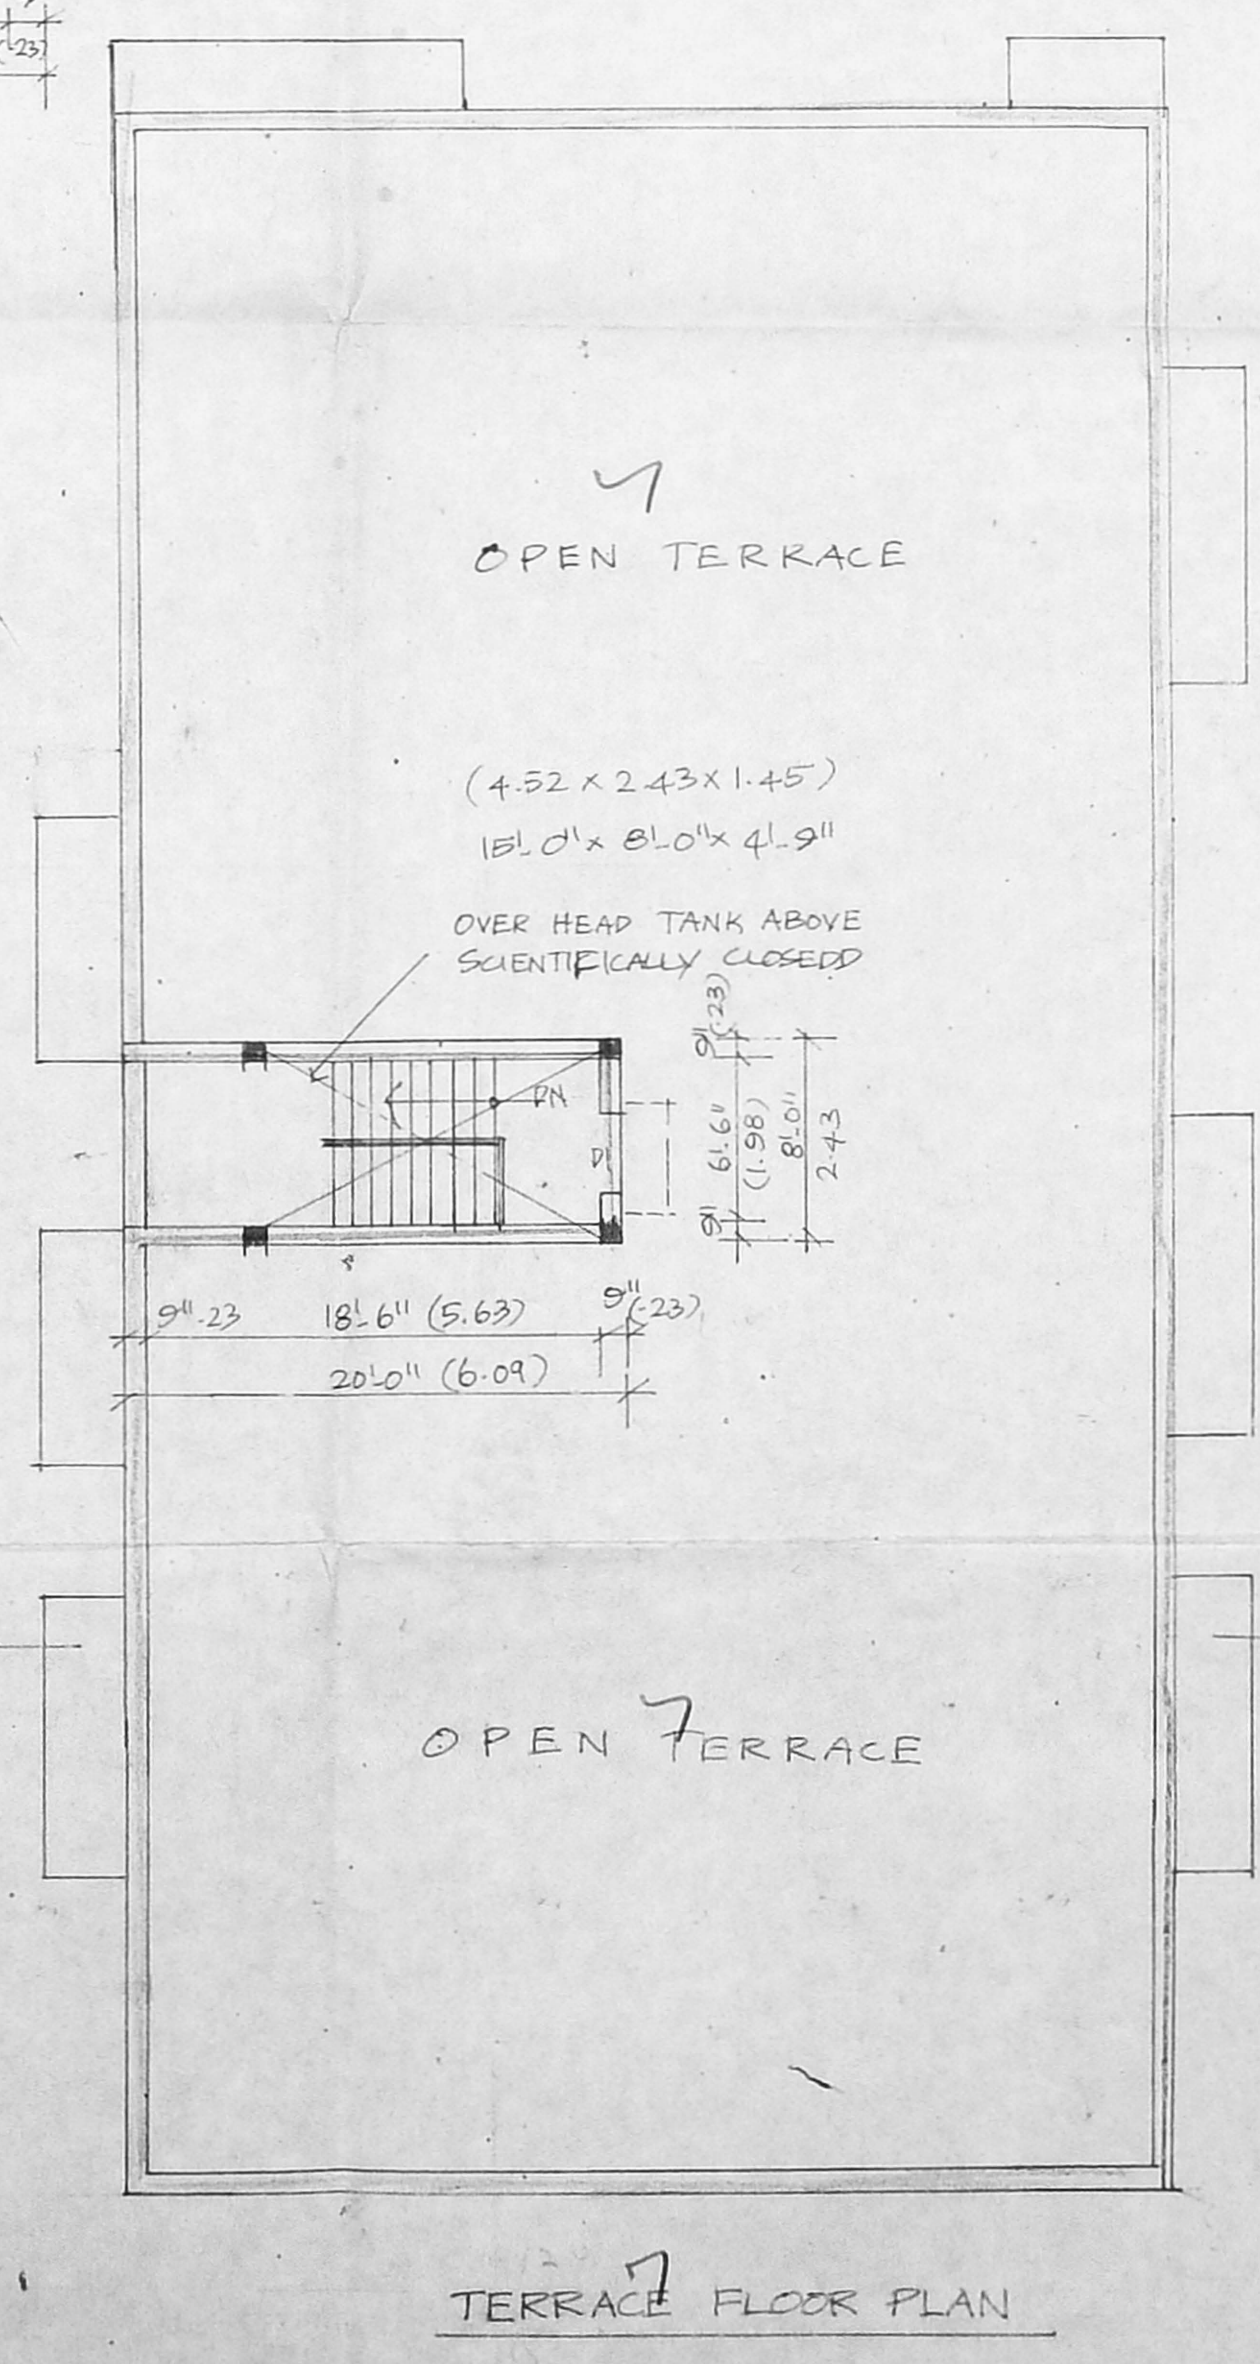 (.23)
7
OPEN TERRACE
(4.52 x 2.43 x 1.45)
15'-0" x 8'-0" x 4'-9"
OVER HEAD TANK ABOVE
SCIENTIFICALLY CLOSEDD
9"
(.23)
DN
D1
6'-6"
(1.98)
8'-0"
2.43
9"
9" .23
18'-6" (5.63)
9"
(.23)
20'-0" (6.09)
OPEN TERRACE
TERRACE FLOOR PLAN